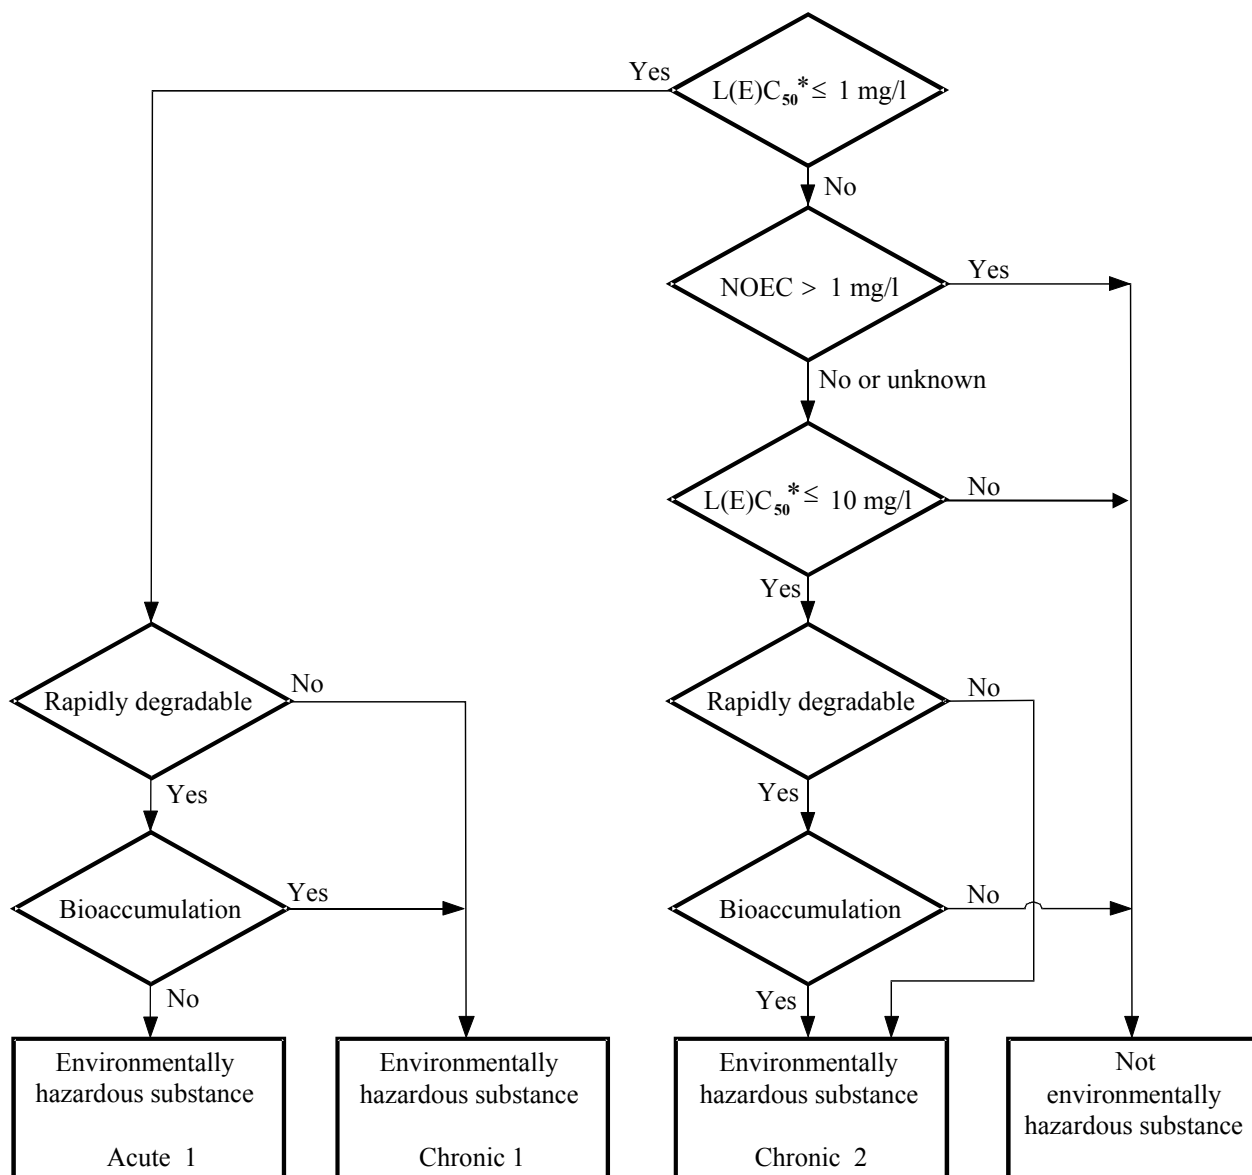 Yes
L(E)C50* ≤ 1 mg/l
No
NOEC > 1 mg/l
Yes
No or unknown
L(E)C50* ≤ 10 mg/l
No
Yes
Rapidly degradable
No
Rapidly degradable
No
Yes
Yes
Bioaccumulation
Yes
Bioaccumulation
No
No
Yes
Environmentally
hazardous substance
Acute 1
Environmentally
hazardous substance
Chronic 1
Environmentally
hazardous substance
Chronic 2
Not
environmentally
hazardous substance